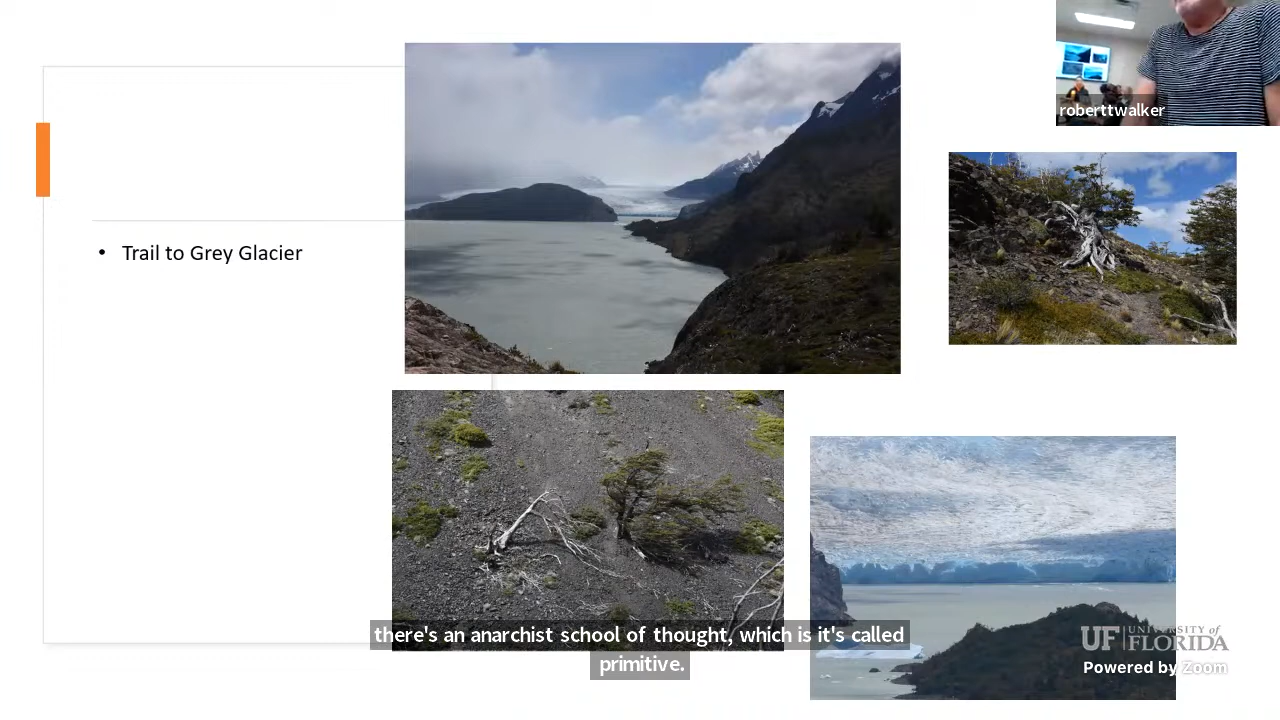 roberttwalker
• Trail to Grey Glacier
there's an anarchist school of thought, which is it's called
primitive.
UF UNIVERSITY of
FLORIDA
Powered by Zoom